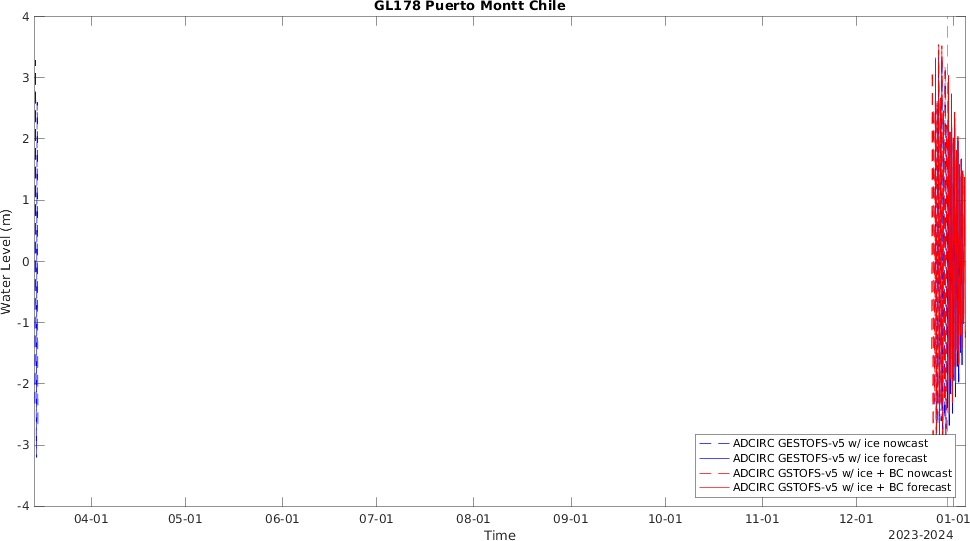 GL178 Puerto Montt Chile
4
3
2
1
0
-1
-2
-3
-4
Water Level (m)
ADCIRC GESTOFS-v5 w/ ice nowcast
ADCIRC GESTOFS-v5 w/ ice forecast
ADCIRC GSTOFS-v5 w/ ice + BC nowcast
ADCIRC GSTOFS-v5 w/ ice + BC forecast
04-01 05-01 06-01 07-01 08-01 09-01 10-01 11-01 12-01 01-01
Time
2023-2024